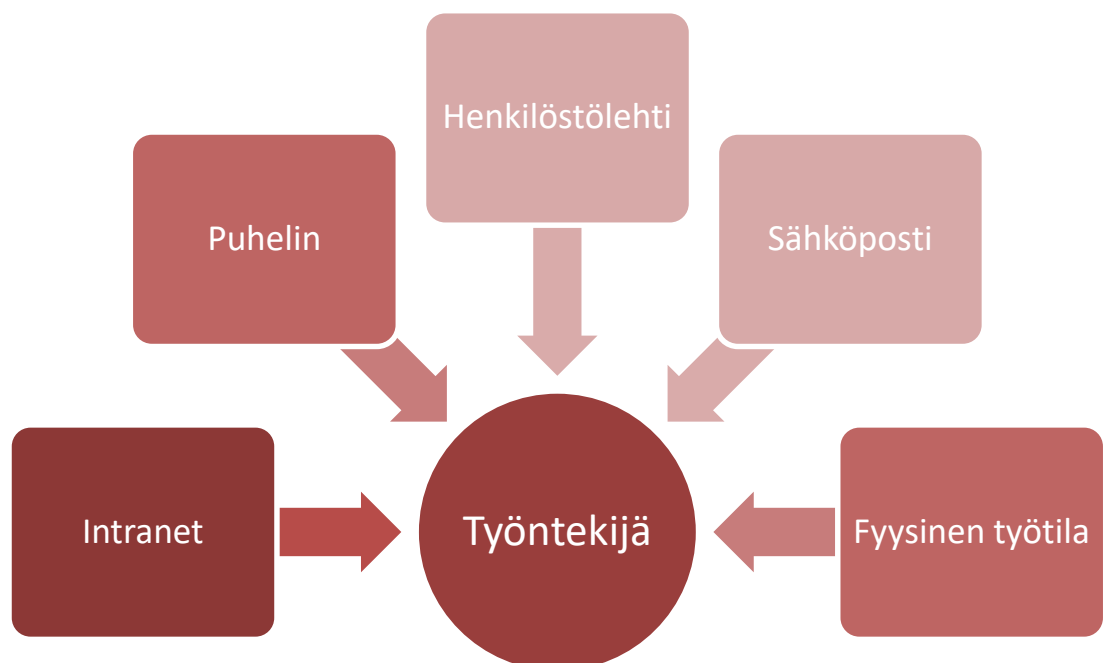 Henkilöstölehti
Puhelin
Sähköposti
Intranet
Työntekijä
Fyysinen työtila